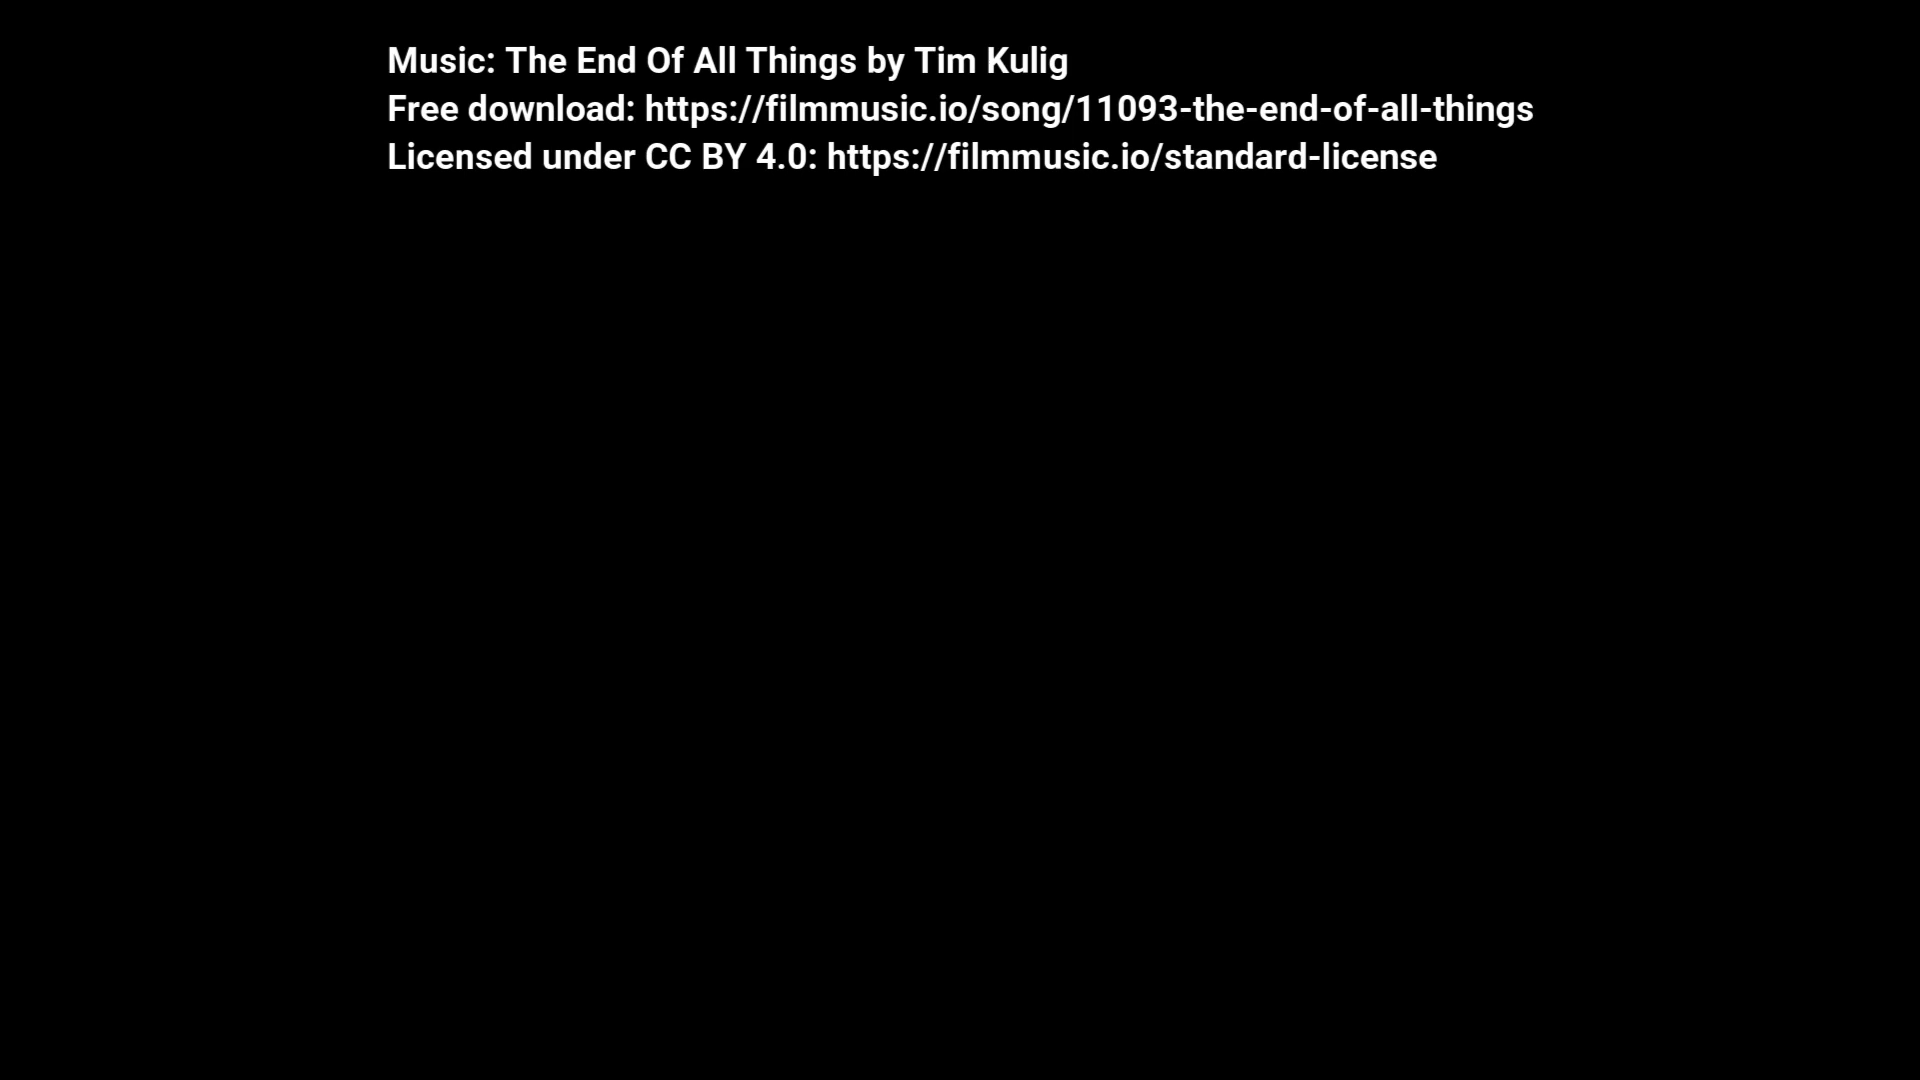 Music: The End Of All Things by Tim Kulig
Free download: https://filmmusic.io/song/11093-the-end-of-all-things
Licensed under CC BY 4.0: https://filmmusic.io/standard-license